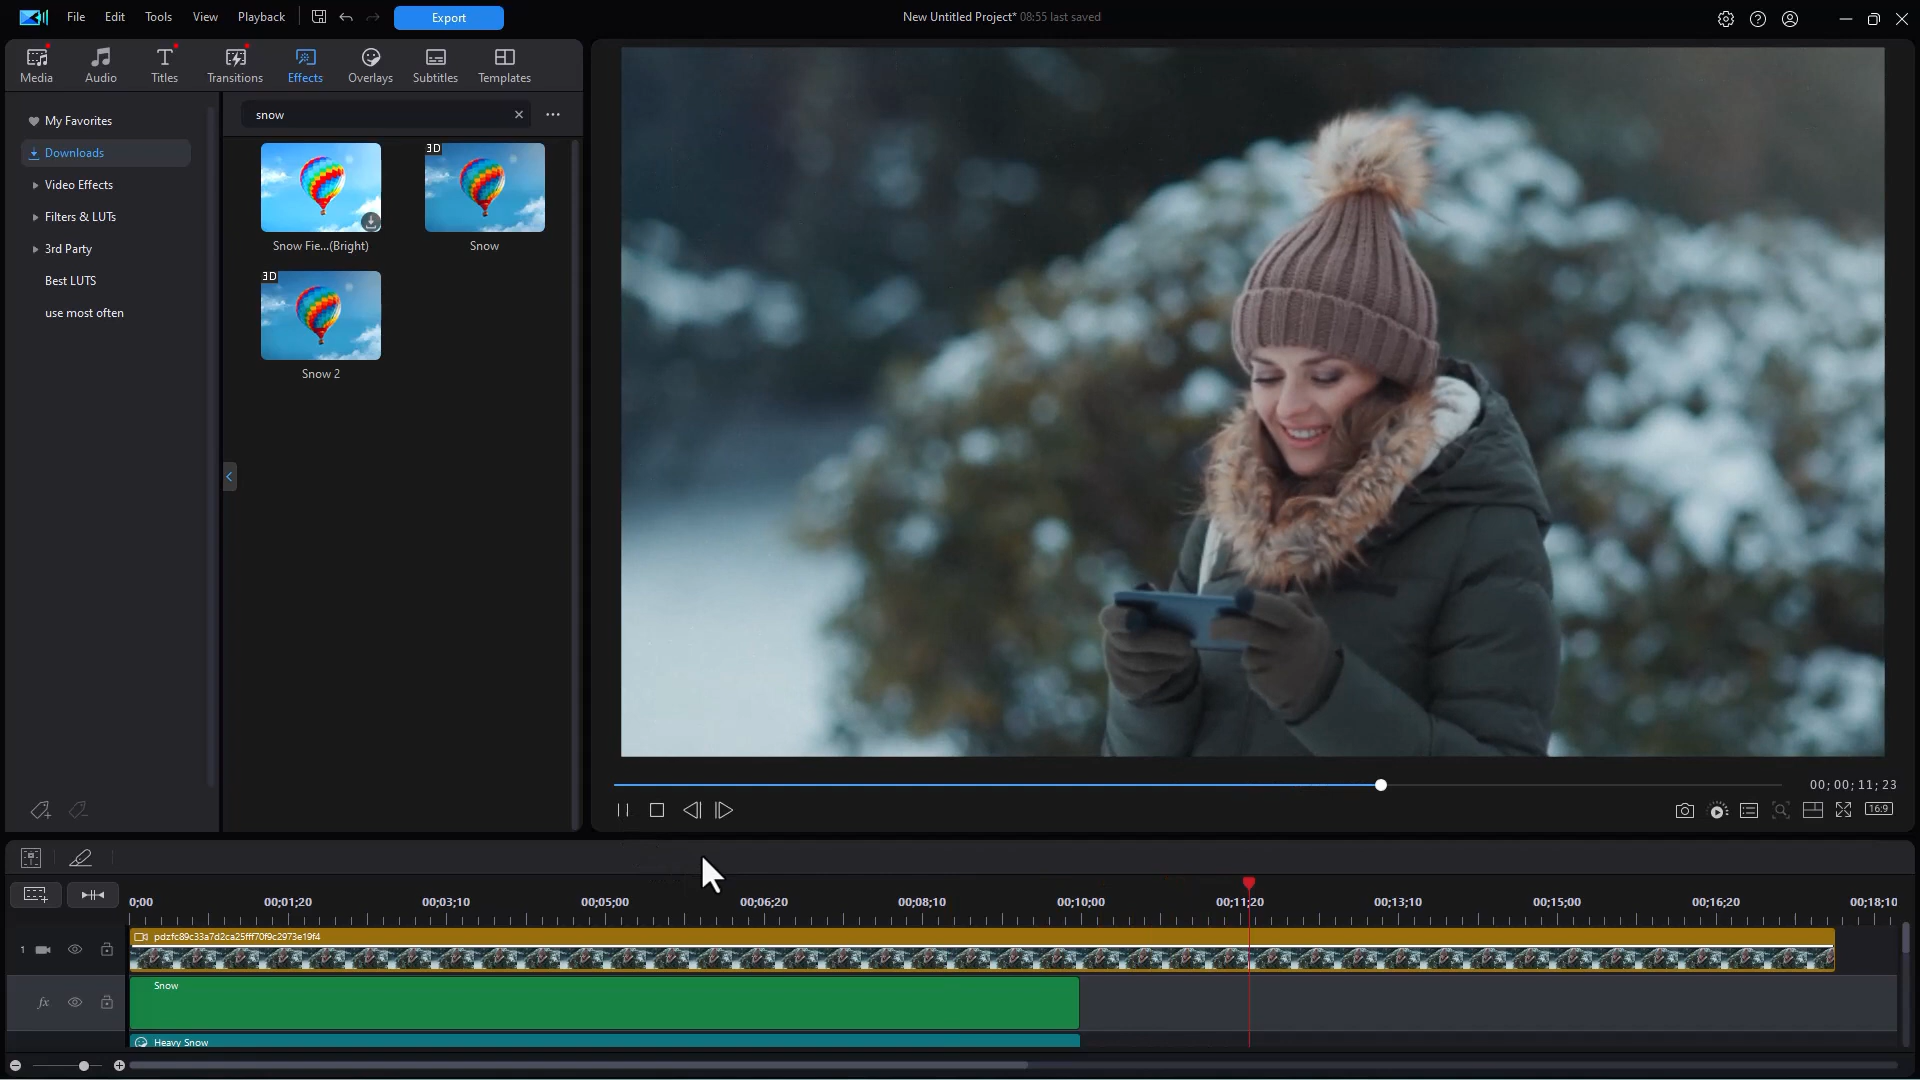 File Edit Tools View Playback Export New Untitled Project* 08:55 last saved
Media Audio Titles Transitions Effects Overlays Subtitles Templates
My Favorites
Downloads
Video Effects
Filters & LUTs
3rd Party
Best LUTS
use most often
snow
Snow Fie...(Bright)
3D
Snow
3D
Snow 2
00;00;11;23
16:9
0;00 00;01;20 00;03;10 00;05;00 00;06;20 00;08;10 00;10;00 00;11;20 00;13;10 00;15;00 00;16;20 00;18;10
1
pdzfc89c33a7d2ca25fff70f9c2973e19f4
fx
Snow
Heavy Snow